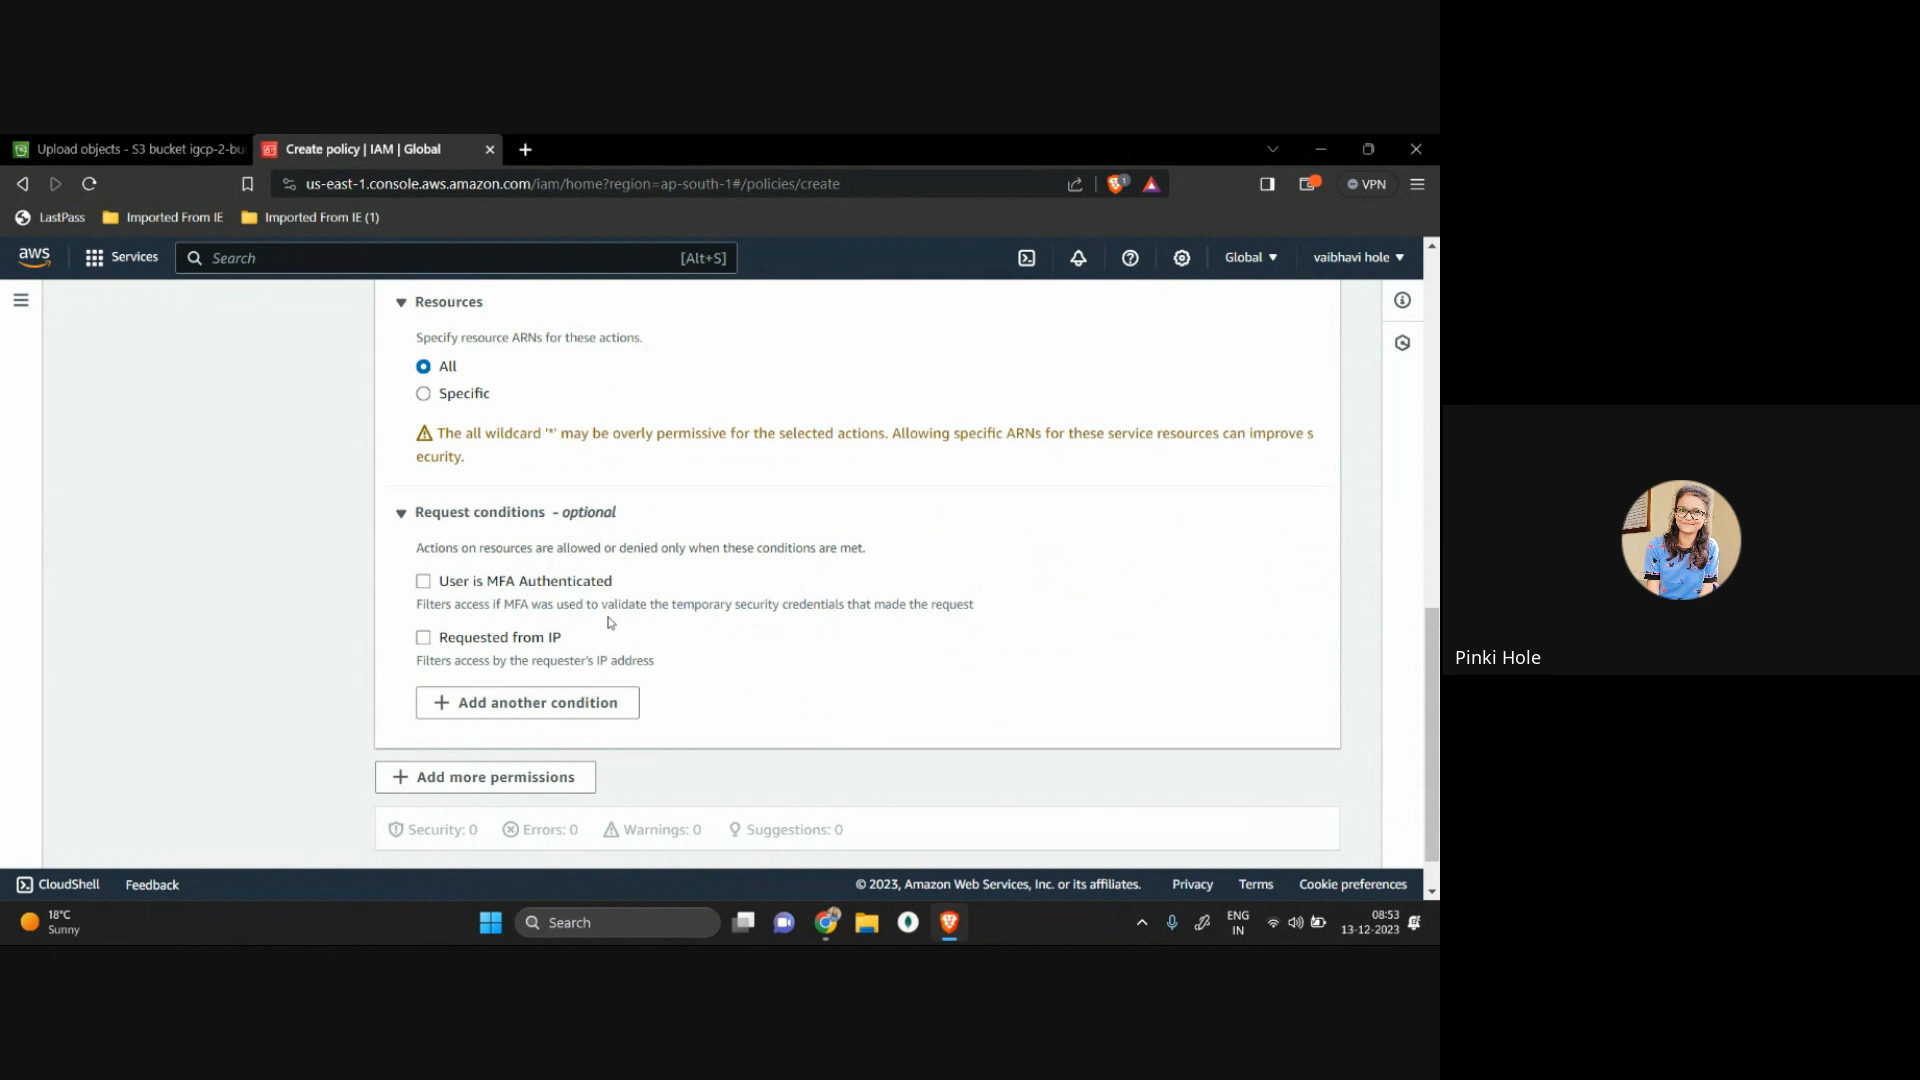 Upload objects - S3 bucket igcp-2-bu
Create policy | IAM | Global
us-east-1.console.aws.amazon.com/iam/home?region=ap-south-1#/policies/create
VPN
LastPass
Imported From IE
Imported From IE (1)
aws
Services
Search
[Alt+S]
Global
vaibhavi hole
Resources
Specify resource ARNs for these actions.
All
Specific
The all wildcard '*' may be overly permissive for the selected actions. Allowing specific ARNs for these service resources can improve s
ecurity.
Request conditions - optional
Actions on resources are allowed or denied only when these conditions are met.
User is MFA Authenticated
Filters access if MFA was used to validate the temporary security credentials that made the request
Requested from IP
Filters access by the requester's IP address
Add another condition
Add more permissions
Security: 0
Errors: 0
Warnings: 0
Suggestions: 0
CloudShell
Feedback
© 2023, Amazon Web Services, Inc. or its affiliates.
Privacy
Terms
Cookie preferences
18°C
Sunny
Search
ENG
IN
08:53
13-12-2023
Pinki Hole